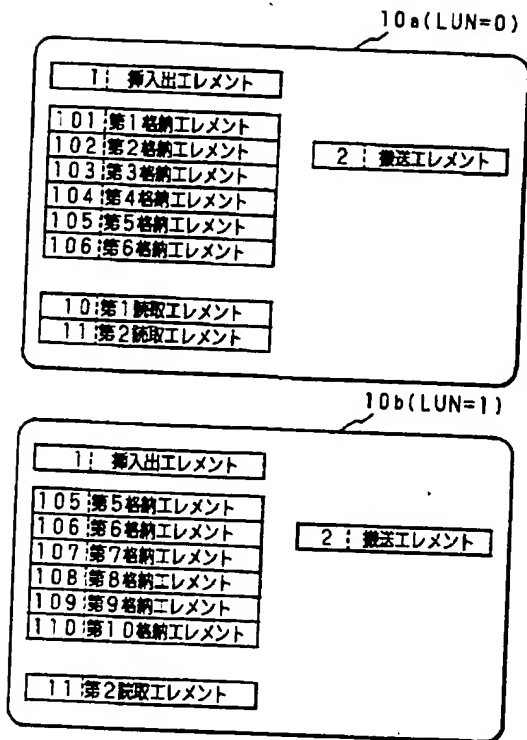 10a(LUN=0)
1 挿入出エレメント
101 第1格納エレメント
102 第2格納エレメント
103 第3格納エレメント
104 第4格納エレメント
105 第5格納エレメント
106 第6格納エレメント
2 搬送エレメント
10 第1読取エレメント
11 第2読取エレメント
10b(LUN=1)
1 挿入出エレメント
105 第5格納エレメント
106 第6格納エレメント
107 第7格納エレメント
108 第8格納エレメント
109 第9格納エレメント
110 第10格納エレメント
2 搬送エレメント
11 第2読取エレメント